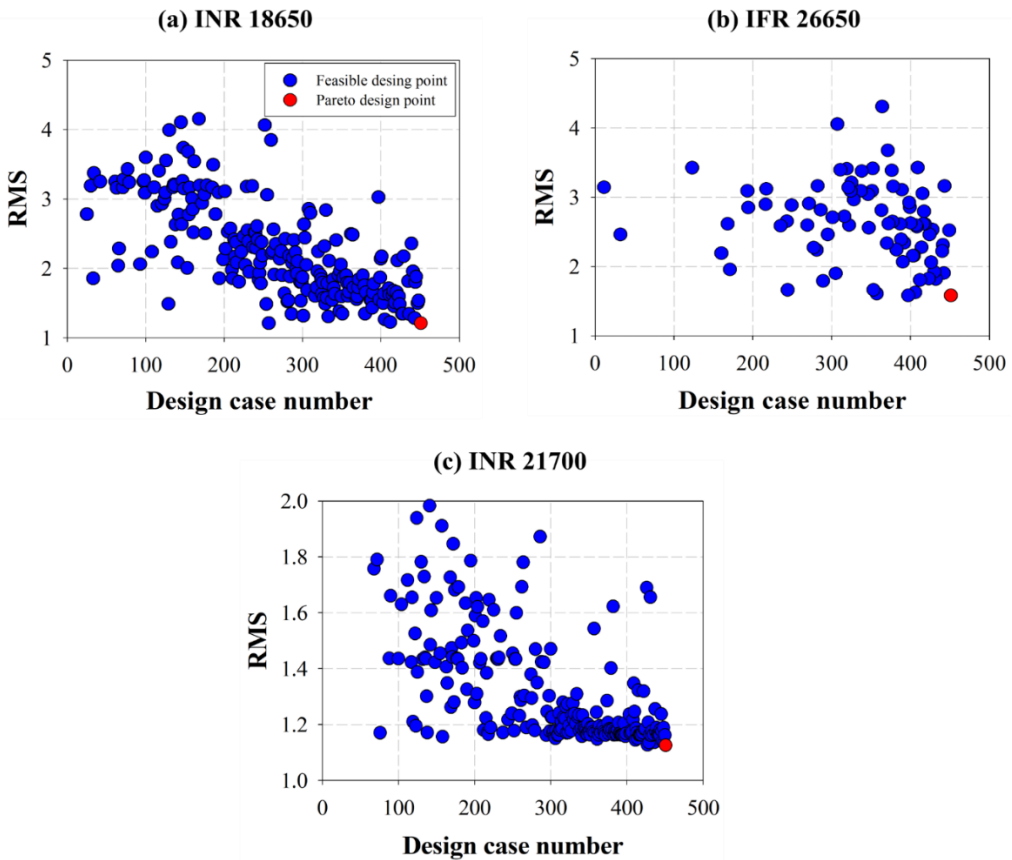 (a) INR 18650
5
4
3
2
1
RMS
0 100 200 300 400 500
Design case number
Feasible desing point
Pareto design point
(b) IFR 26650
5
4
3
2
1
RMS
0 100 200 300 400 500
Design case number
(c) INR 21700
2.0
1.8
1.6
1.4
1.2
1.0
RMS
0 100 200 300 400 500
Design case number